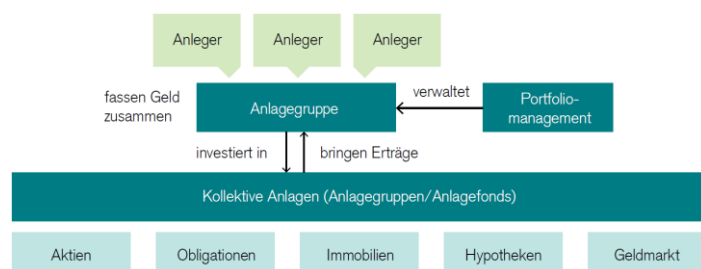 Anleger
Anleger
Anleger
fassen Geld
zusammen
Anlagegruppe
verwaltet
Portfolio-
management
investiert in
bringen Erträge
Kollektive Anlagen (Anlagegruppen/Anlagefonds)
Aktien
Obligationen
Immobilien
Hypotheken
Geldmarkt